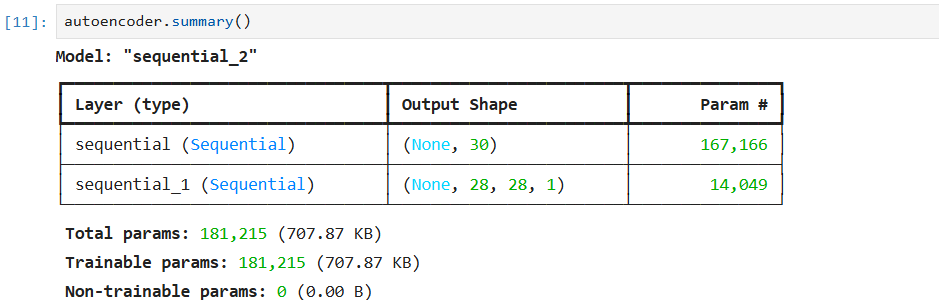 [11]: autoencoder.summary()
Model: "sequential_2"
Layer (type) Output Shape Param #
sequential (Sequential) (None, 30) 167,166
sequential_1 (Sequential) (None, 28, 28, 1) 14,049
Total params: 181,215 (707.87 KB)
Trainable params: 181,215 (707.87 KB)
Non-trainable params: 0 (0.00 B)